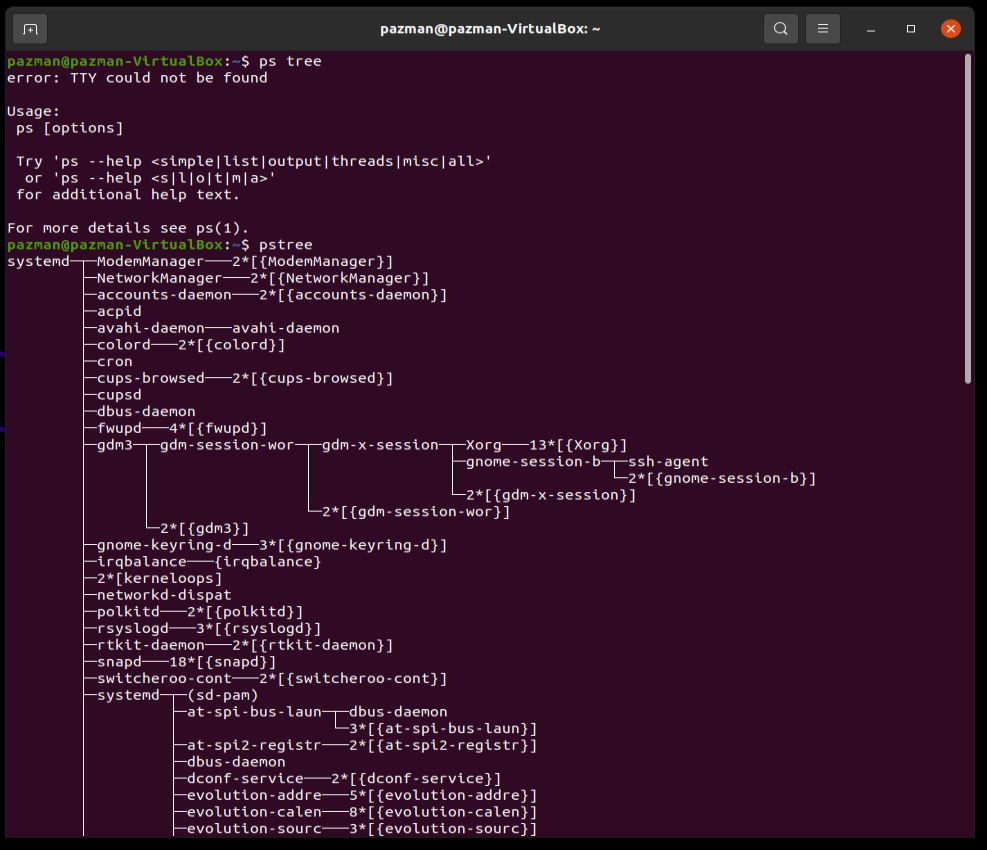 pazman@pazman-VirtualBox: ~
pazman@pazman-VirtualBox:~$ ps tree
error: TTY could not be found

Usage:
 ps [options]

 Try 'ps --help <simple|list|output|threads|misc|all>'
  or 'ps --help <s|l|o|t|m|a>'
 for additional help text.

For more details see ps(1).
pazman@pazman-VirtualBox:~$ pstree
systemd─┬─ModemManager───2*[{ModemManager}]
        ├─NetworkManager───2*[{NetworkManager}]
        ├─accounts-daemon───2*[{accounts-daemon}]
        ├─acpid
        ├─avahi-daemon───avahi-daemon
        ├─colord───2*[{colord}]
        ├─cron
        ├─cups-browsed───2*[{cups-browsed}]
        ├─cupsd
        ├─dbus-daemon
        ├─fwupd───4*[{fwupd}]
        ├─gdm3─┬─gdm-session-wor─┬─gdm-x-session─┬─Xorg───13*[{Xorg}]
        │      │                 │               ├─gnome-session-b─┬─ssh-agent
        │      │                 │               │                 └─2*[{gnome-session-b}]
        │      │                 │               └─2*[{gdm-x-session}]
        │      │                 └─2*[{gdm-session-wor}]
        │      └─2*[{gdm3}]
        ├─gnome-keyring-d───3*[{gnome-keyring-d}]
        ├─irqbalance───{irqbalance}
        ├─2*[kerneloops]
        ├─networkd-dispat
        ├─polkitd───2*[{polkitd}]
        ├─rsyslogd───3*[{rsyslogd}]
        ├─rtkit-daemon───2*[{rtkit-daemon}]
        ├─snapd───18*[{snapd}]
        ├─switcheroo-cont───2*[{switcheroo-cont}]
        ├─systemd─┬─(sd-pam)
        │         ├─at-spi-bus-laun─┬─dbus-daemon
        │         │                 └─3*[{at-spi-bus-laun}]
        │         ├─at-spi2-registr───2*[{at-spi2-registr}]
        │         ├─dbus-daemon
        │         ├─dconf-service───2*[{dconf-service}]
        │         ├─evolution-addre───5*[{evolution-addre}]
        │         ├─evolution-calen───8*[{evolution-calen}]
        │         ├─evolution-sourc───3*[{evolution-sourc}]